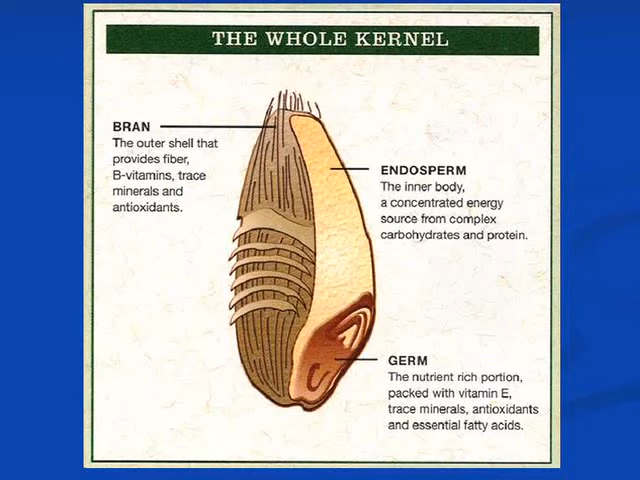 THE WHOLE KERNEL
BRAN
The outer shell that
provides fiber,
B-vitamins, trace
minerals and
antioxidants.
ENDOSPERM
The inner body,
a concentrated energy
source from complex
carbohydrates and protein.
GERM
The nutrient rich portion,
packed with vitamin E,
trace minerals, antioxidants
and essential fatty acids.